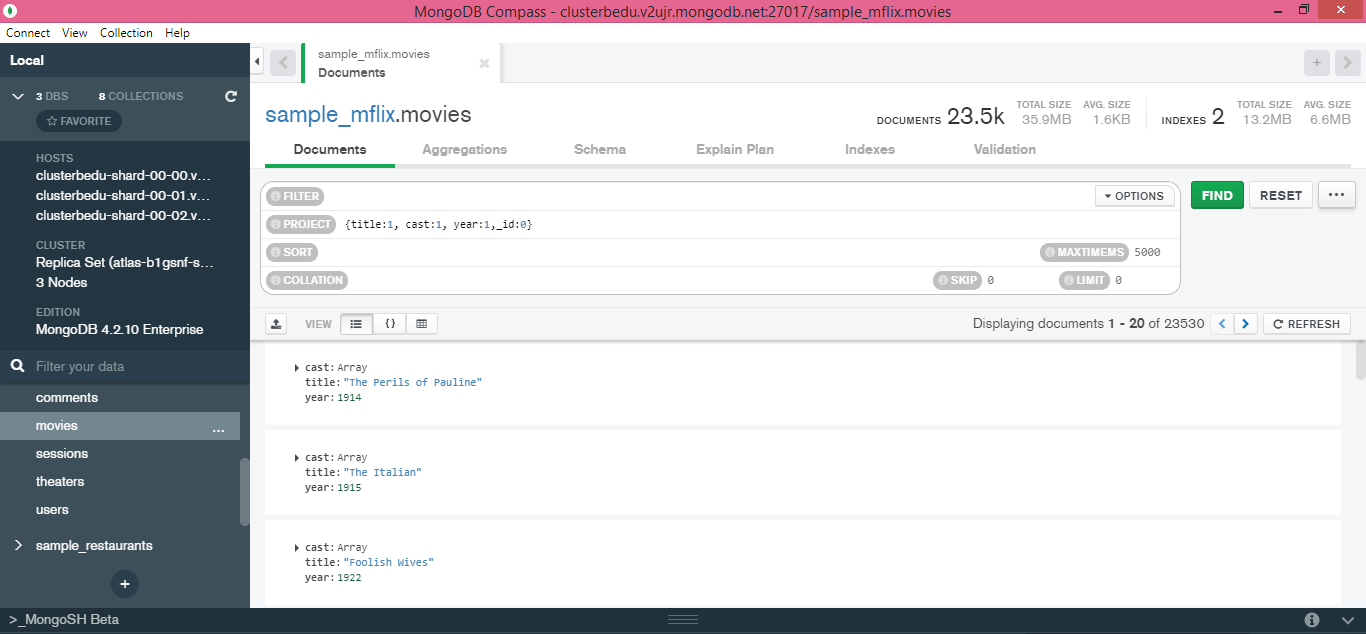 MongoDB Compass - clusterbedu.v2ujr.mongodb.net:27017/sample_mflix.movies
Connect View Collection Help
Local
3 DBS 8 COLLECTIONS
FAVORITE
HOSTS
clusterbedu-shard-00-00.v...
clusterbedu-shard-00-01.v...
clusterbedu-shard-00-02.v...
CLUSTER
Replica Set (atlas-b1gsnf-s...
3 Nodes
EDITION
MongoDB 4.2.10 Enterprise
Filter your data
comments
movies ...
sessions
theaters
users
sample_restaurants
+
sample_mflix.movies
Documents
+
sample_mflix.movies
DOCUMENTS 23.5k TOTAL SIZE 35.9MB AVG. SIZE 1.6KB INDEXES 2 TOTAL SIZE 13.2MB AVG. SIZE 6.6MB
Documents Aggregations Schema Explain Plan Indexes Validation
FILTER OPTIONS FIND RESET ...
PROJECT {title:1, cast:1, year:1,_id:0}
SORT MAXTIMEMS 5000
COLLATION SKIP 0 LIMIT 0
VIEW {} Displaying documents 1 - 20 of 23530 < > REFRESH
cast: Array
title: "The Perils of Pauline"
year: 1914
cast: Array
title: "The Italian"
year: 1915
cast: Array
title: "Foolish Wives"
year: 1922
>_MongoSH Beta